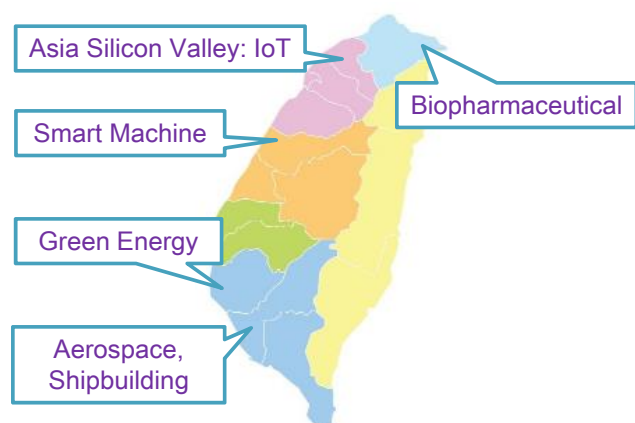 Asia Silicon Valley: IoT
Biopharmaceutical
Smart Machine
Green Energy
Aerospace,
Shipbuilding